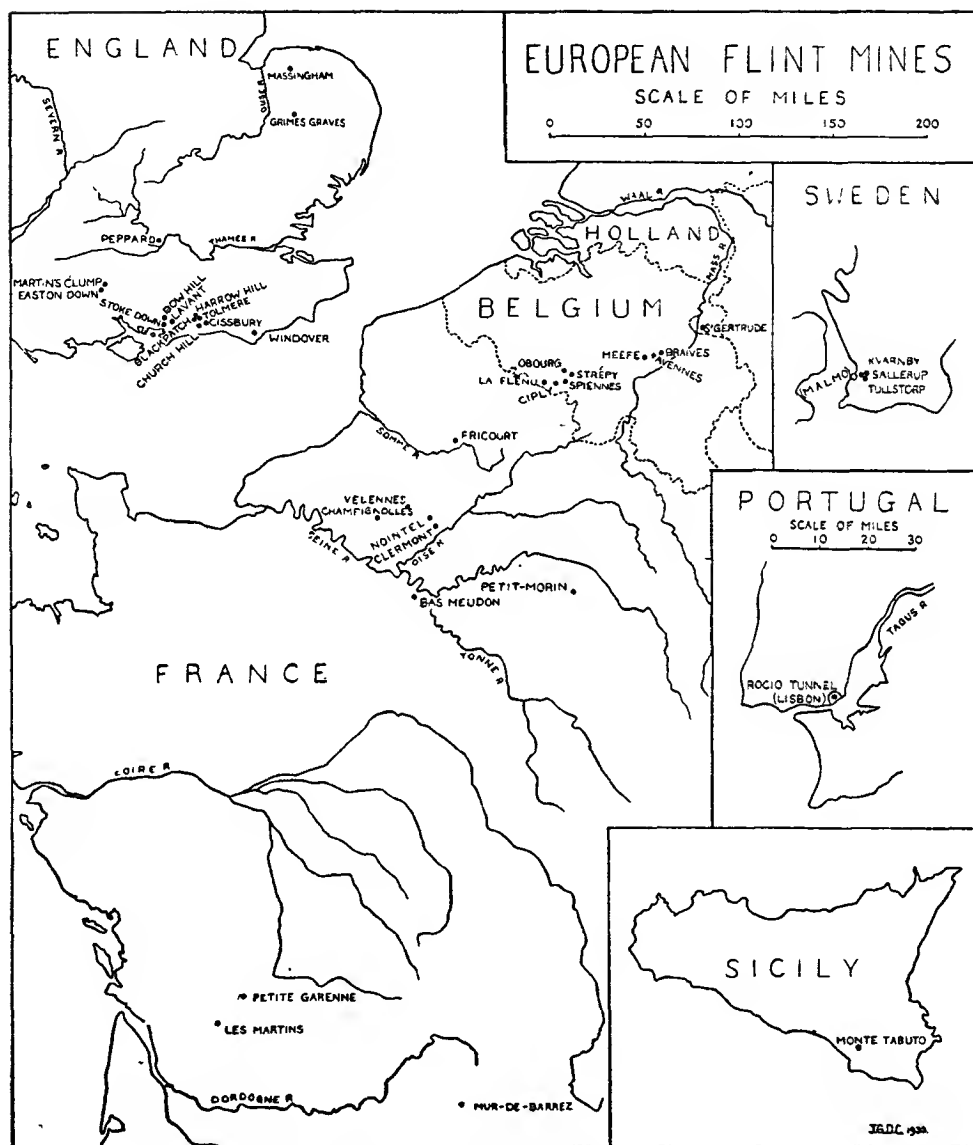 ENGLAND
EUROPEAN FLINT MINES
SCALE OF MILES
0 50 100 150 200
MASSINGHAM
OUSE R
GRIMES GRAVES
SEVERN R
PEPPARD
THAMES R
MARTIN'S CLUMP
EASTON DOWN
STOKE DOWN
BOW HILL
LAVANT
HARROW HILL
TOLMERE
CISSBURY
BLACKPATCH
CHURCH HILL
WINDOVER
WAAL R
HOLLAND
MASS R
BELGIUM
ST GERTRUDE
MEEFE
BRAIVES
AVENNES
OBOURG
STRÉPY
LA FLÉNU
SPIENNES
CIPLY
SOMME R
FRICOURT
VELENNES
CHAMPIGNOLLES
NOINTEL
CLERMONT
SEINE R
OISE R
PETIT-MORIN
BAS MEUDON
YONNE R
FRANCE
LOIRE R
PETITE GARENNE
LES MARTINS
DORDOGNE R
MUR-DE-BARREZ
SWEDEN
(MALMO)
KVARNBY
SALLERUP
TULLSTORP
PORTUGAL
SCALE OF MILES
0 10 20 30
TAGUS R
ROCIO TUNNEL
(LISBON)
SICILY
MONTE TABUTO
J.G.D.C. 1933.